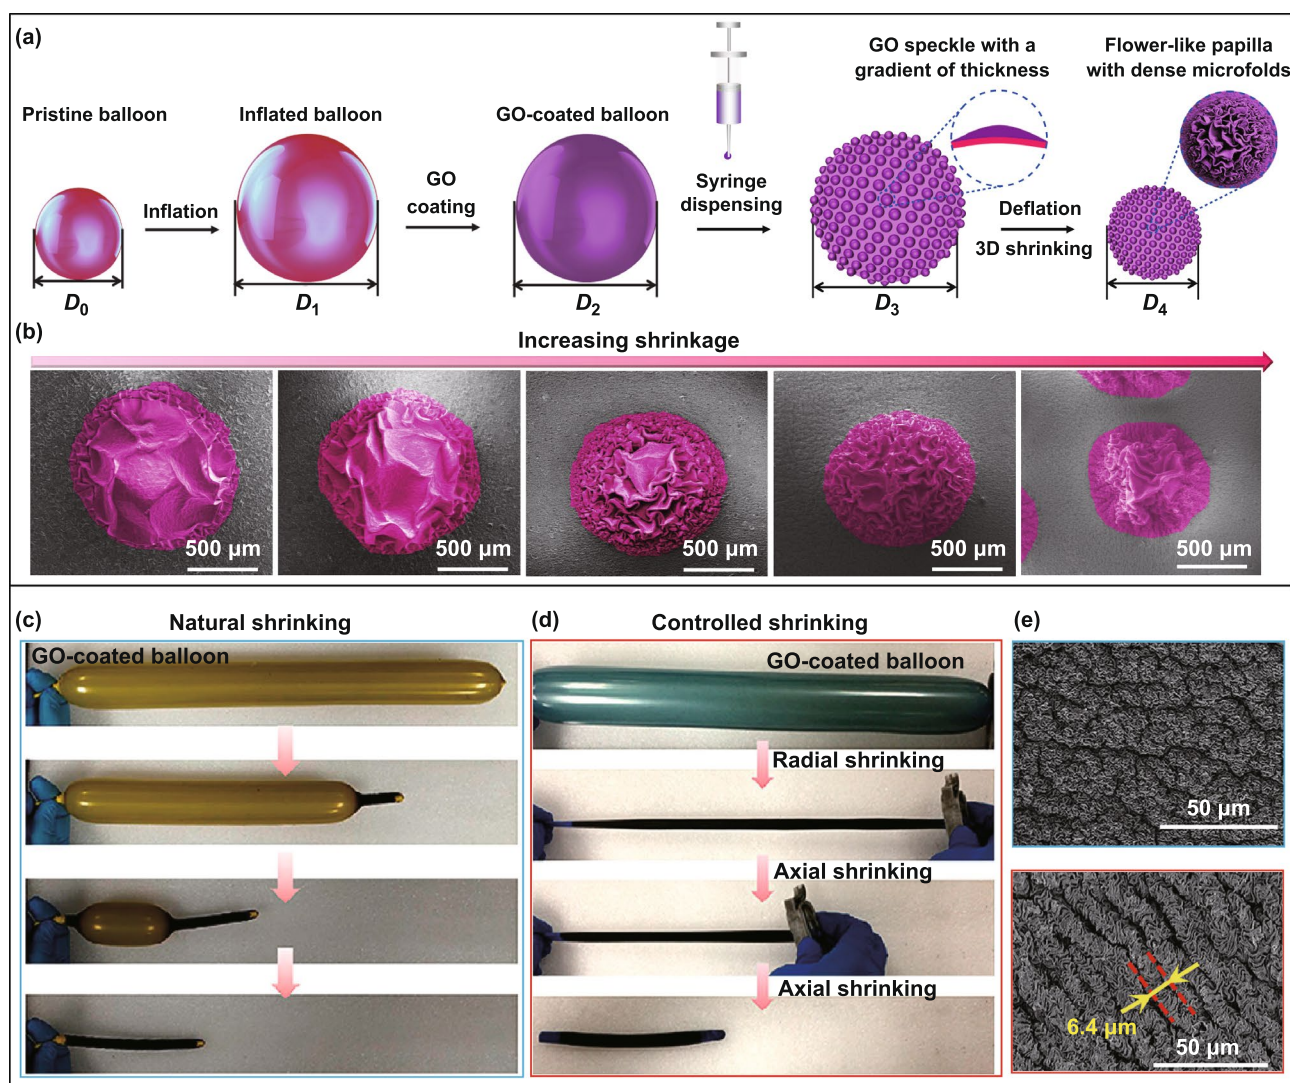 (a)
Pristine balloon
Inflated balloon
GO-coated balloon
GO speckle with a
gradient of thickness
Flower-like papilla
with dense microfolds
Inflation
GO
coating
Syringe
dispensing
Deflation
3D shrinking
D0
D1
D2
D3
D4
(b)
Increasing shrinkage
500 µm
500 µm
500 µm
500 µm
500 µm
(c)
Natural shrinking
GO-coated balloon
(d)
Controlled shrinking
GO-coated balloon
Radial shrinking
Axial shrinking
Axial shrinking
(e)
50 µm
6.4 µm
50 µm